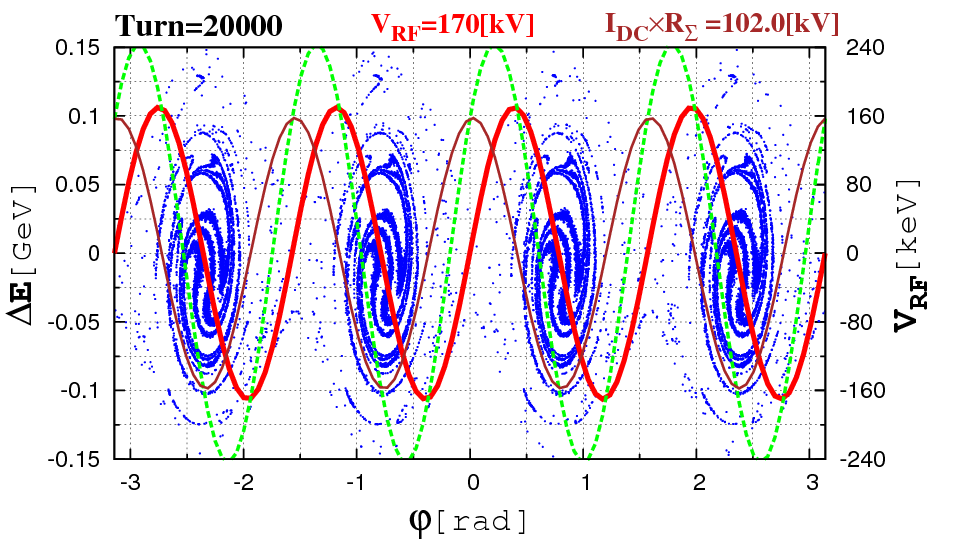 Turn=20000 V_RF=170[kV] I_DC×R_Σ =102.0[kV]
0.15 240
0.1 160
0.05 80
0 0
-0.05 -80
-0.1 -160
-0.15 -240
ΔE[GeV]
V_RF[keV]
-3 -2 -1 0 1 2 3
φ[rad]